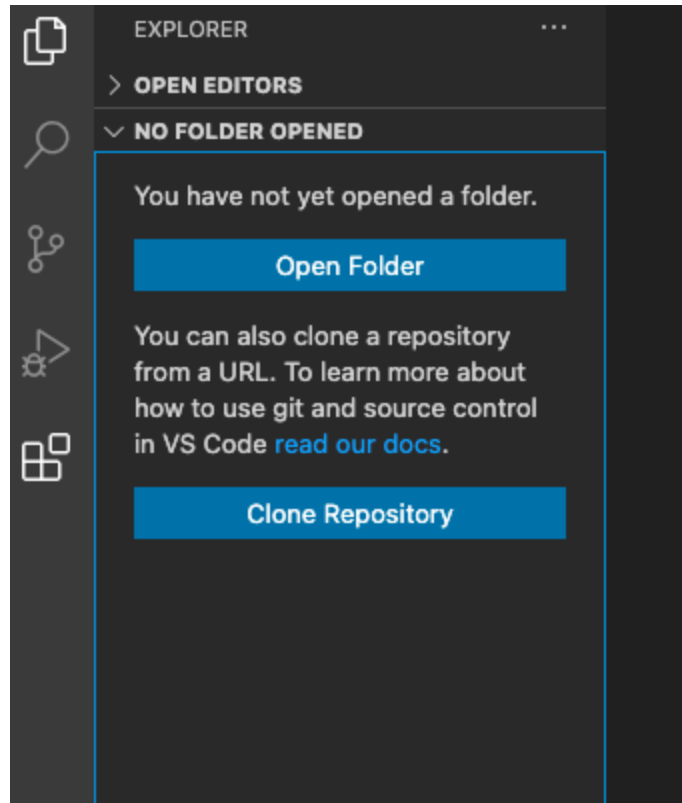 EXPLORER
OPEN EDITORS
NO FOLDER OPENED
You have not yet opened a folder.
Open Folder
You can also clone a repository
from a URL. To learn more about
how to use git and source control
in VS Code read our docs.
Clone Repository